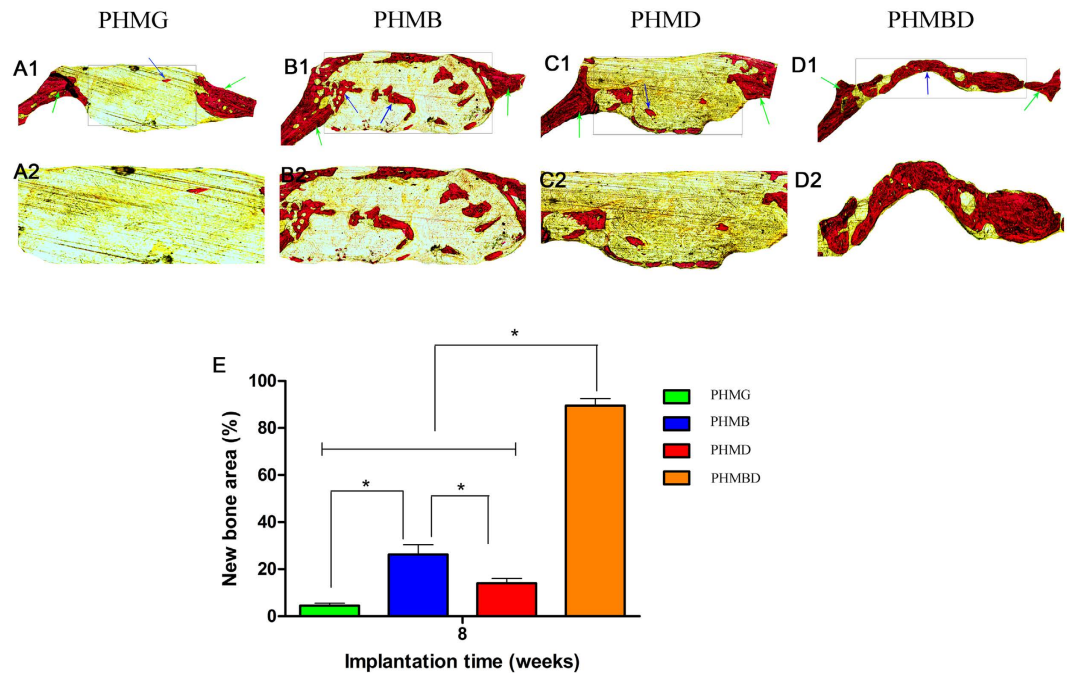 PHMG PHMB PHMD PHMBD
A1 B1 C1 D1
A2 B2 C2 D2
E
*
100
80
60
40
20
0
New bone area (%)
* *
PHMG
PHMB
PHMD
PHMBD
8
Implantation time (weeks)